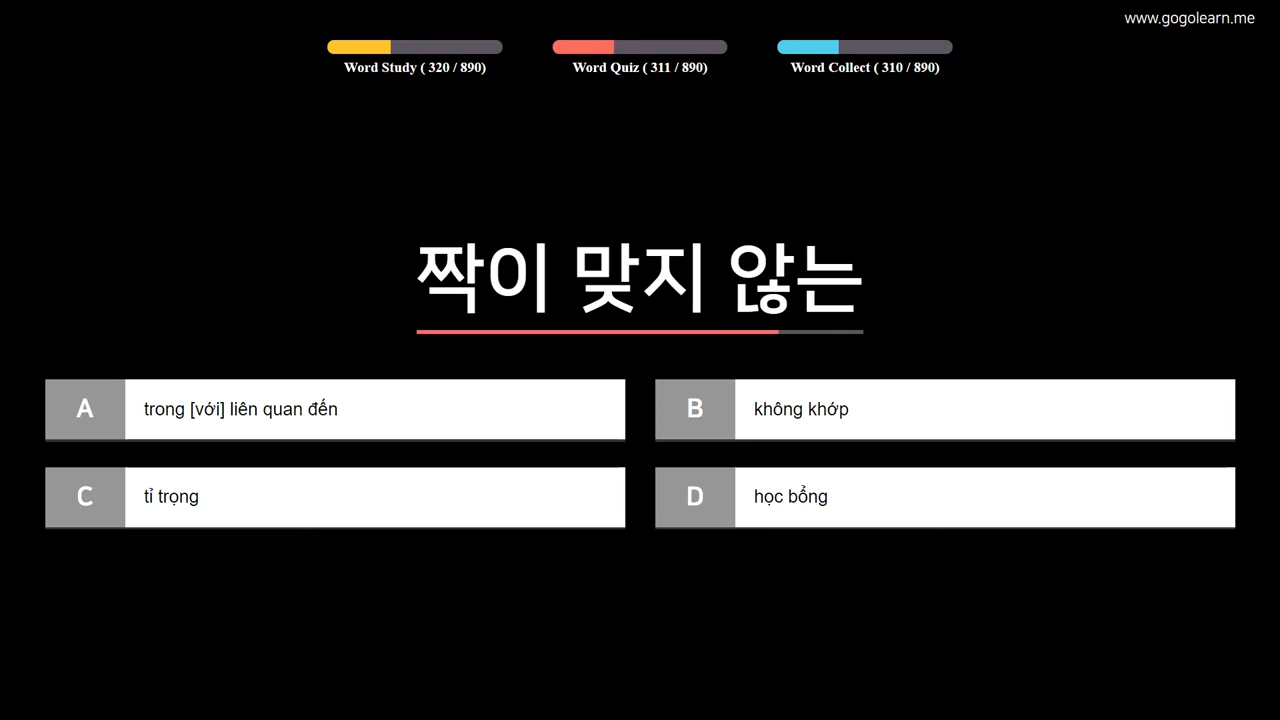 www.gogolearn.me
Word Study ( 320 / 890)
Word Quiz ( 311 / 890)
Word Collect ( 310 / 890)
짝이 맞지 않는
A trong [với] liên quan đến
B không khớp
C tỉ trọng
D học bổng